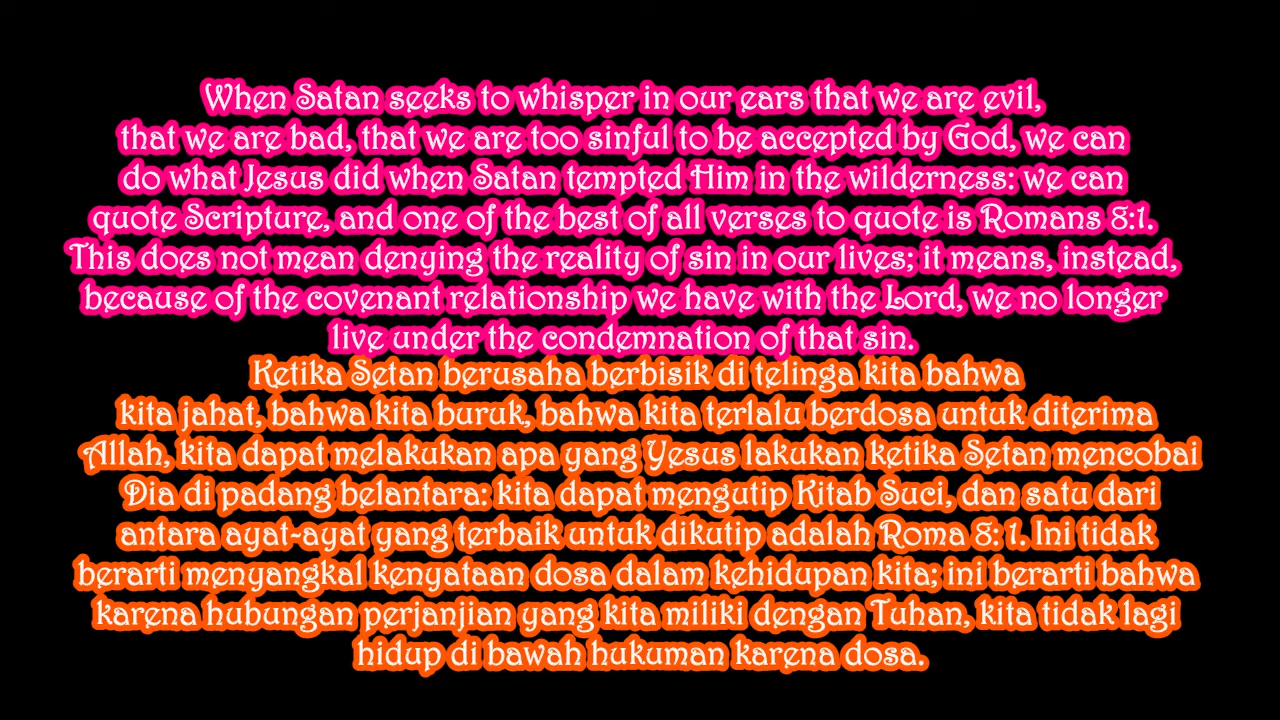 When Satan seeks to whisper in our ears that we are evil,
that we are bad, that we are too sinful to be accepted by God, we can
do what Jesus did when Satan tempted Him in the wilderness: we can
quote Scripture, and one of the best of all verses to quote is Romans 8:1.
This does not mean denying the reality of sin in our lives; it means, instead,
because of the covenant relationship we have with the Lord, we no longer
live under the condemnation of that sin.
Ketika Setan berusaha berbisik di telinga kita bahwa
kita jahat, bahwa kita buruk, bahwa kita terlalu berdosa untuk diterima
Allah, kita dapat melakukan apa yang Yesus lakukan ketika Setan mencobai
Dia di padang belantara: kita dapat mengutip Kitab Suci, dan satu dari
antara ayat-ayat yang terbaik untuk dikutip adalah Roma 8: 1. Ini tidak
berarti menyangkal kenyataan dosa dalam kehidupan kita; ini berarti bahwa
karena hubungan perjanjian yang kita miliki dengan Tuhan, kita tidak lagi
hidup di bawah hukuman karena dosa.